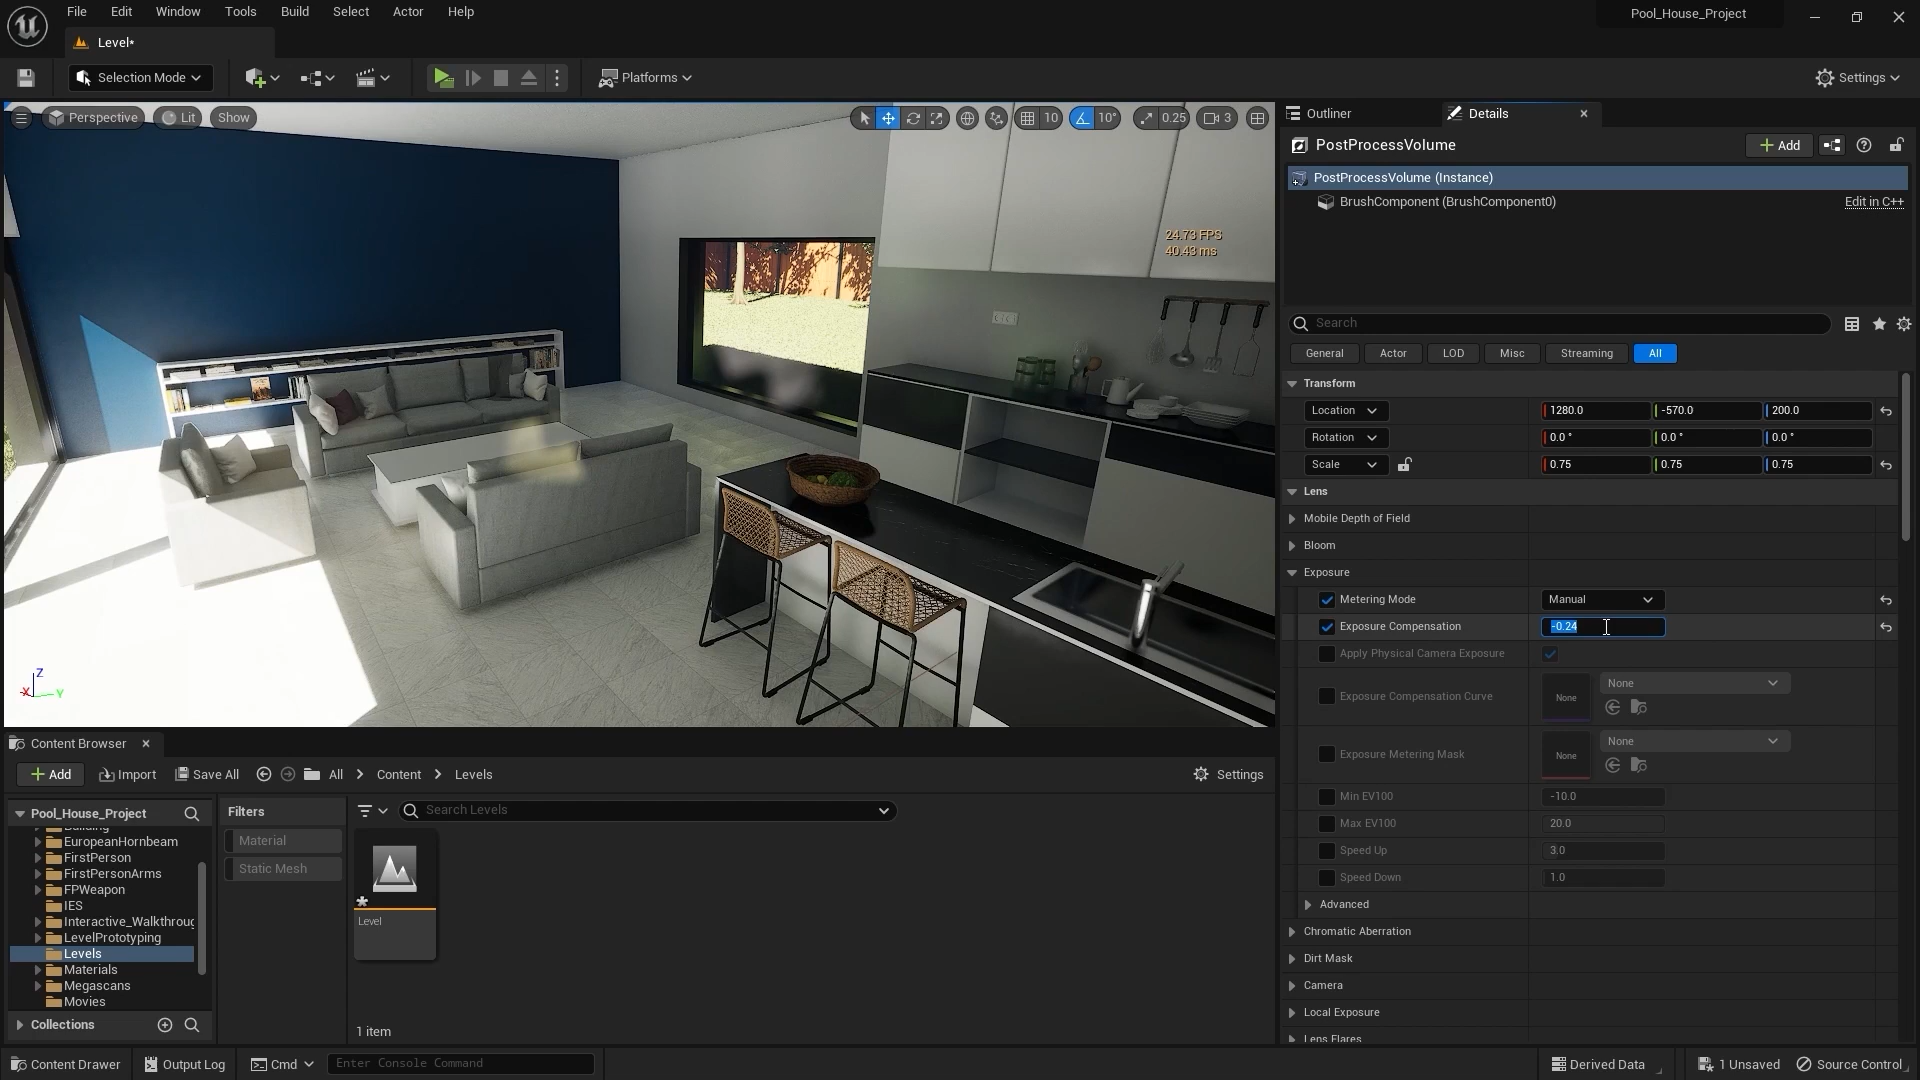 File Edit Window Tools Build Select Actor Help
Pool_House_Project
Level*
Selection Mode
Platforms
Settings
Perspective
Lit
Show
10
10°
0.25
3
24.73 FPS
40.43 ms
Z
X
Y
Outliner
Details
PostProcessVolume
Add
PostProcessVolume (Instance)
BrushComponent (BrushComponent0)
Edit in C++
Search
General Actor LOD Misc Streaming All
Transform
Location 1280.0 -570.0 200.0
Rotation 0.0 ° 0.0 ° 0.0 °
Scale 0.75 0.75 0.75
Lens
Mobile Depth of Field
Bloom
Exposure
Metering Mode Manual
Exposure Compensation -0.24
Apply Physical Camera Exposure
Exposure Compensation Curve None None
Exposure Metering Mask None None
Min EV100 -10.0
Max EV100 20.0
Speed Up 3.0
Speed Down 1.0
Advanced
Chromatic Aberration
Dirt Mask
Camera
Local Exposure
Lens Flares
Content Browser
Add Import Save All All Content Levels Settings
Pool_House_Project
Building
EuropeanHornbeam
FirstPerson
FirstPersonArms
FPWeapon
IES
Interactive_Walkthroug
LevelPrototyping
Levels
Materials
Megascans
Movies
Collections
Filters
Material
Static Mesh
Search Levels
Level
1 item
Content Drawer Output Log Cmd Enter Console Command Derived Data 1 Unsaved Source Control